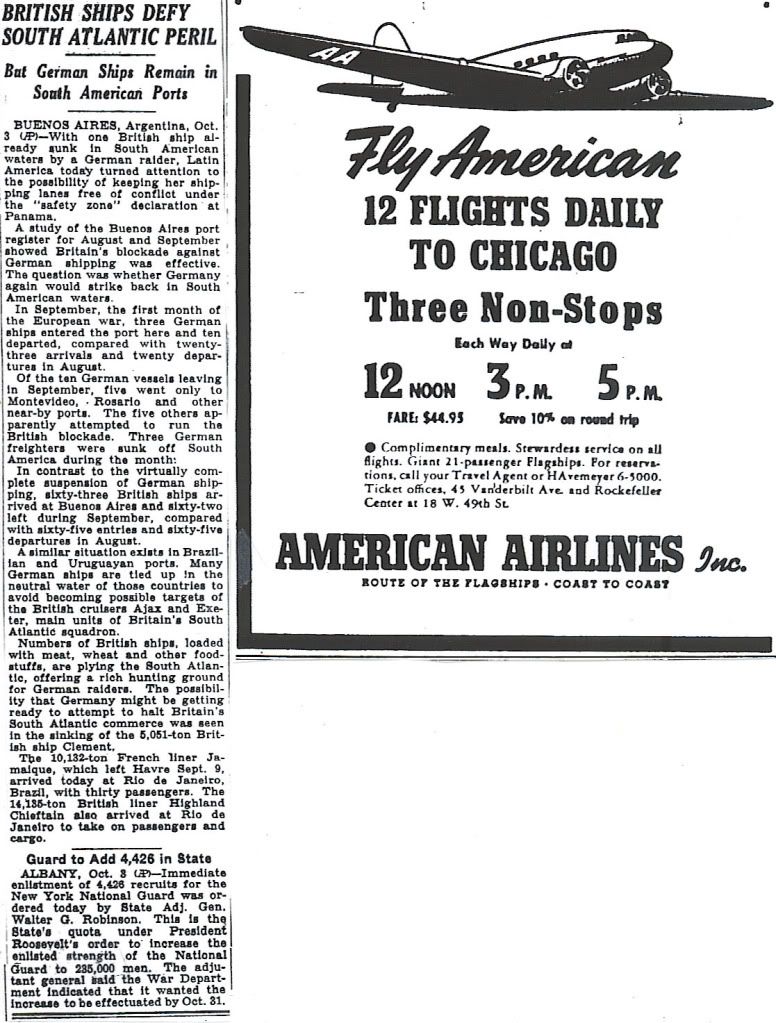 BRITISH SHIPS DEFY
SOUTH ATLANTIC PERIL
But German Ships Remain in
South American Ports
BUENOS AIRES, Argentina, Oct.
3 (AP)—With one British ship al-
ready sunk in South American
waters by a German raider, Latin
America today turned attention to
the possibility of keeping her ship-
ping lanes free of conflict under
the "safety zone" declaration at
Panama.
A study of the Buenos Aires port
register for August and September
showed Britain's blockade against
German shipping was effective.
The question was whether Germany
again would strike back in South
American waters.
In September, the first month of
the European war, three German
ships entered the port here and ten
departed, compared with twenty-
three arrivals and twenty depar-
tures in August.
Of the ten German vessels leaving
in September, five went only to
Montevideo, Rosario and other
near-by ports. The five others ap-
parently attempted to run the
British blockade. Three German
freighters were sunk off South
America during the month:
In contrast to the virtually com-
plete suspension of German ship-
ping, sixty-three British ships ar-
rived at Buenos Aires and sixty-two
left during September, compared
with sixty-five entries and sixty-five
departures in August.
A similar situation exists in Brazil-
ian and Uruguayan ports. Many
German ships are tied up in the
neutral water of those countries to
avoid becoming possible targets of
the British cruisers Ajax and Exe-
ter, main units of Britain's South
Atlantic squadron.
Numbers of British ships, loaded
with meat, wheat and other food-
stuffs, are plying the South Atlan-
tic, offering a rich hunting ground
for German raiders. The possibil-
ity that Germany might be getting
ready to attempt to halt Britain's
South Atlantic commerce was seen
in the sinking of the 5,051-ton Brit-
ish ship Clement.
The 10,132-ton French liner Ja-
maique, which left Havre Sept. 9,
arrived today at Rio de Janeiro,
Brazil, with thirty passengers. The
14,135-ton British liner Highland
Chieftain also arrived at Rio de
Janeiro to take on passengers and
cargo.
Guard to Add 4,426 in State
ALBANY, Oct. 3 (AP)—Immediate
enlistment of 4,426 recruits for the
New York National Guard was or-
dered today by State Adj. Gen.
Walter G. Robinson. This is the
State's quota under President
Roosevelt's order to increase the
enlisted strength of the National
Guard to 235,000 men. The adju-
tant general said the War Depart-
ment indicated that it wanted the
increase to be effectuated by Oct. 31.
AA
Fly American
12 FLIGHTS DAILY
TO CHICAGO
Three Non-Stops
Each Way Daily at
12 NOON 3 P.M. 5 P.M.
FARE: $44.95 Save 10% on round trip
● Complimentary meals. Stewardess service on all
flights. Giant 21-passenger Flagships. For reserva-
tions, call your Travel Agent or HAvemeyer 6-5000.
Ticket offices, 45 Vanderbilt Ave. and Rockefeller
Center at 18 W. 49th St.
AMERICAN AIRLINES Inc.
ROUTE OF THE FLAGSHIPS · COAST TO COAST